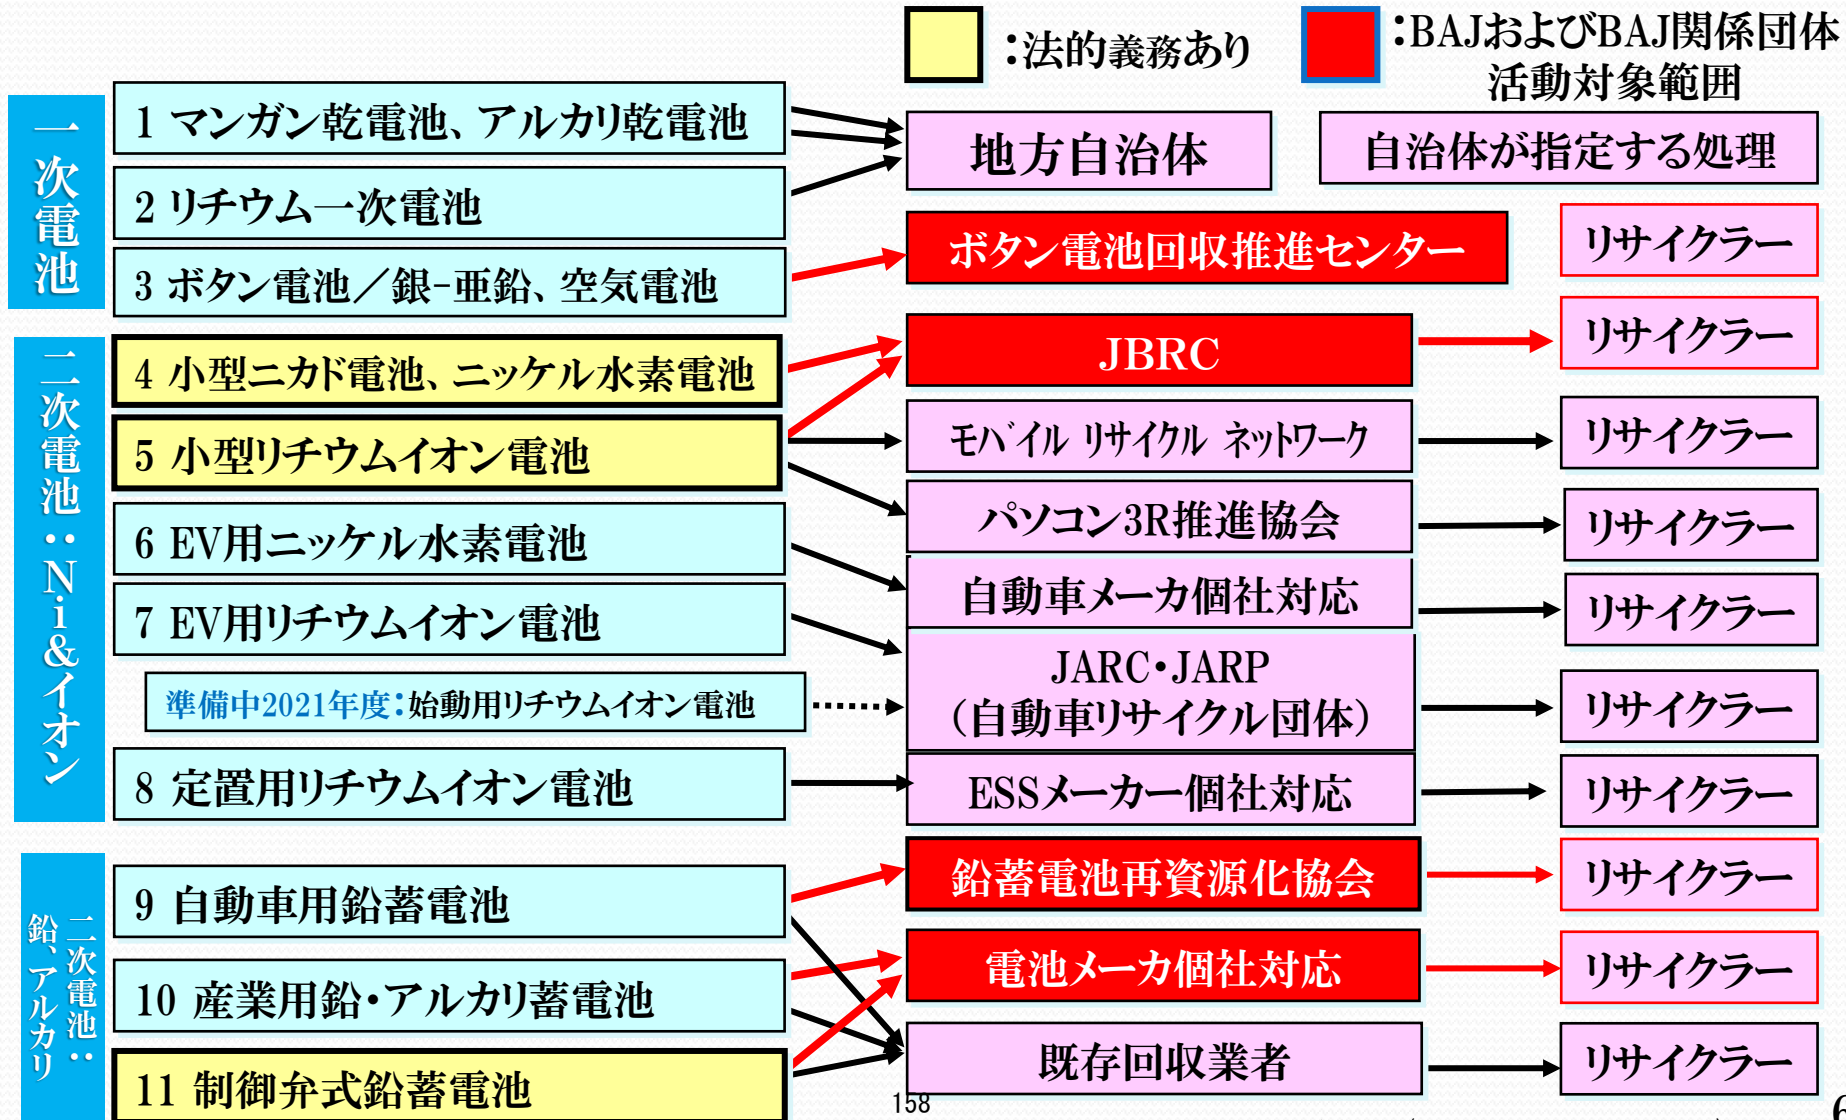 :法的義務あり
:BAJおよびBAJ関係団体
活動対象範囲
一次電池
1 マンガン乾電池、アルカリ乾電池
2 リチウム一次電池
3 ボタン電池／銀-亜鉛、空気電池
地方自治体
自治体が指定する処理
ボタン電池回収推進センター
リサイクラー
二次電池：Ni&イオン
4 小型ニカド電池、ニッケル水素電池
JBRC
リサイクラー
5 小型リチウムイオン電池
モバイル リサイクル ネットワーク
リサイクラー
パソコン3R推進協会
リサイクラー
6 EV用ニッケル水素電池
自動車メーカ個社対応
リサイクラー
7 EV用リチウムイオン電池
JARC・JARP
（自動車リサイクル団体）
リサイクラー
準備中2021年度：始動用リチウムイオン電池
8 定置用リチウムイオン電池
ESSメーカー個社対応
リサイクラー
二次電池：
鉛、アルカリ
9 自動車用鉛蓄電池
鉛蓄電池再資源化協会
リサイクラー
10 産業用鉛・アルカリ蓄電池
電池メーカ個社対応
リサイクラー
11 制御弁式鉛蓄電池
既存回収業者
リサイクラー
158